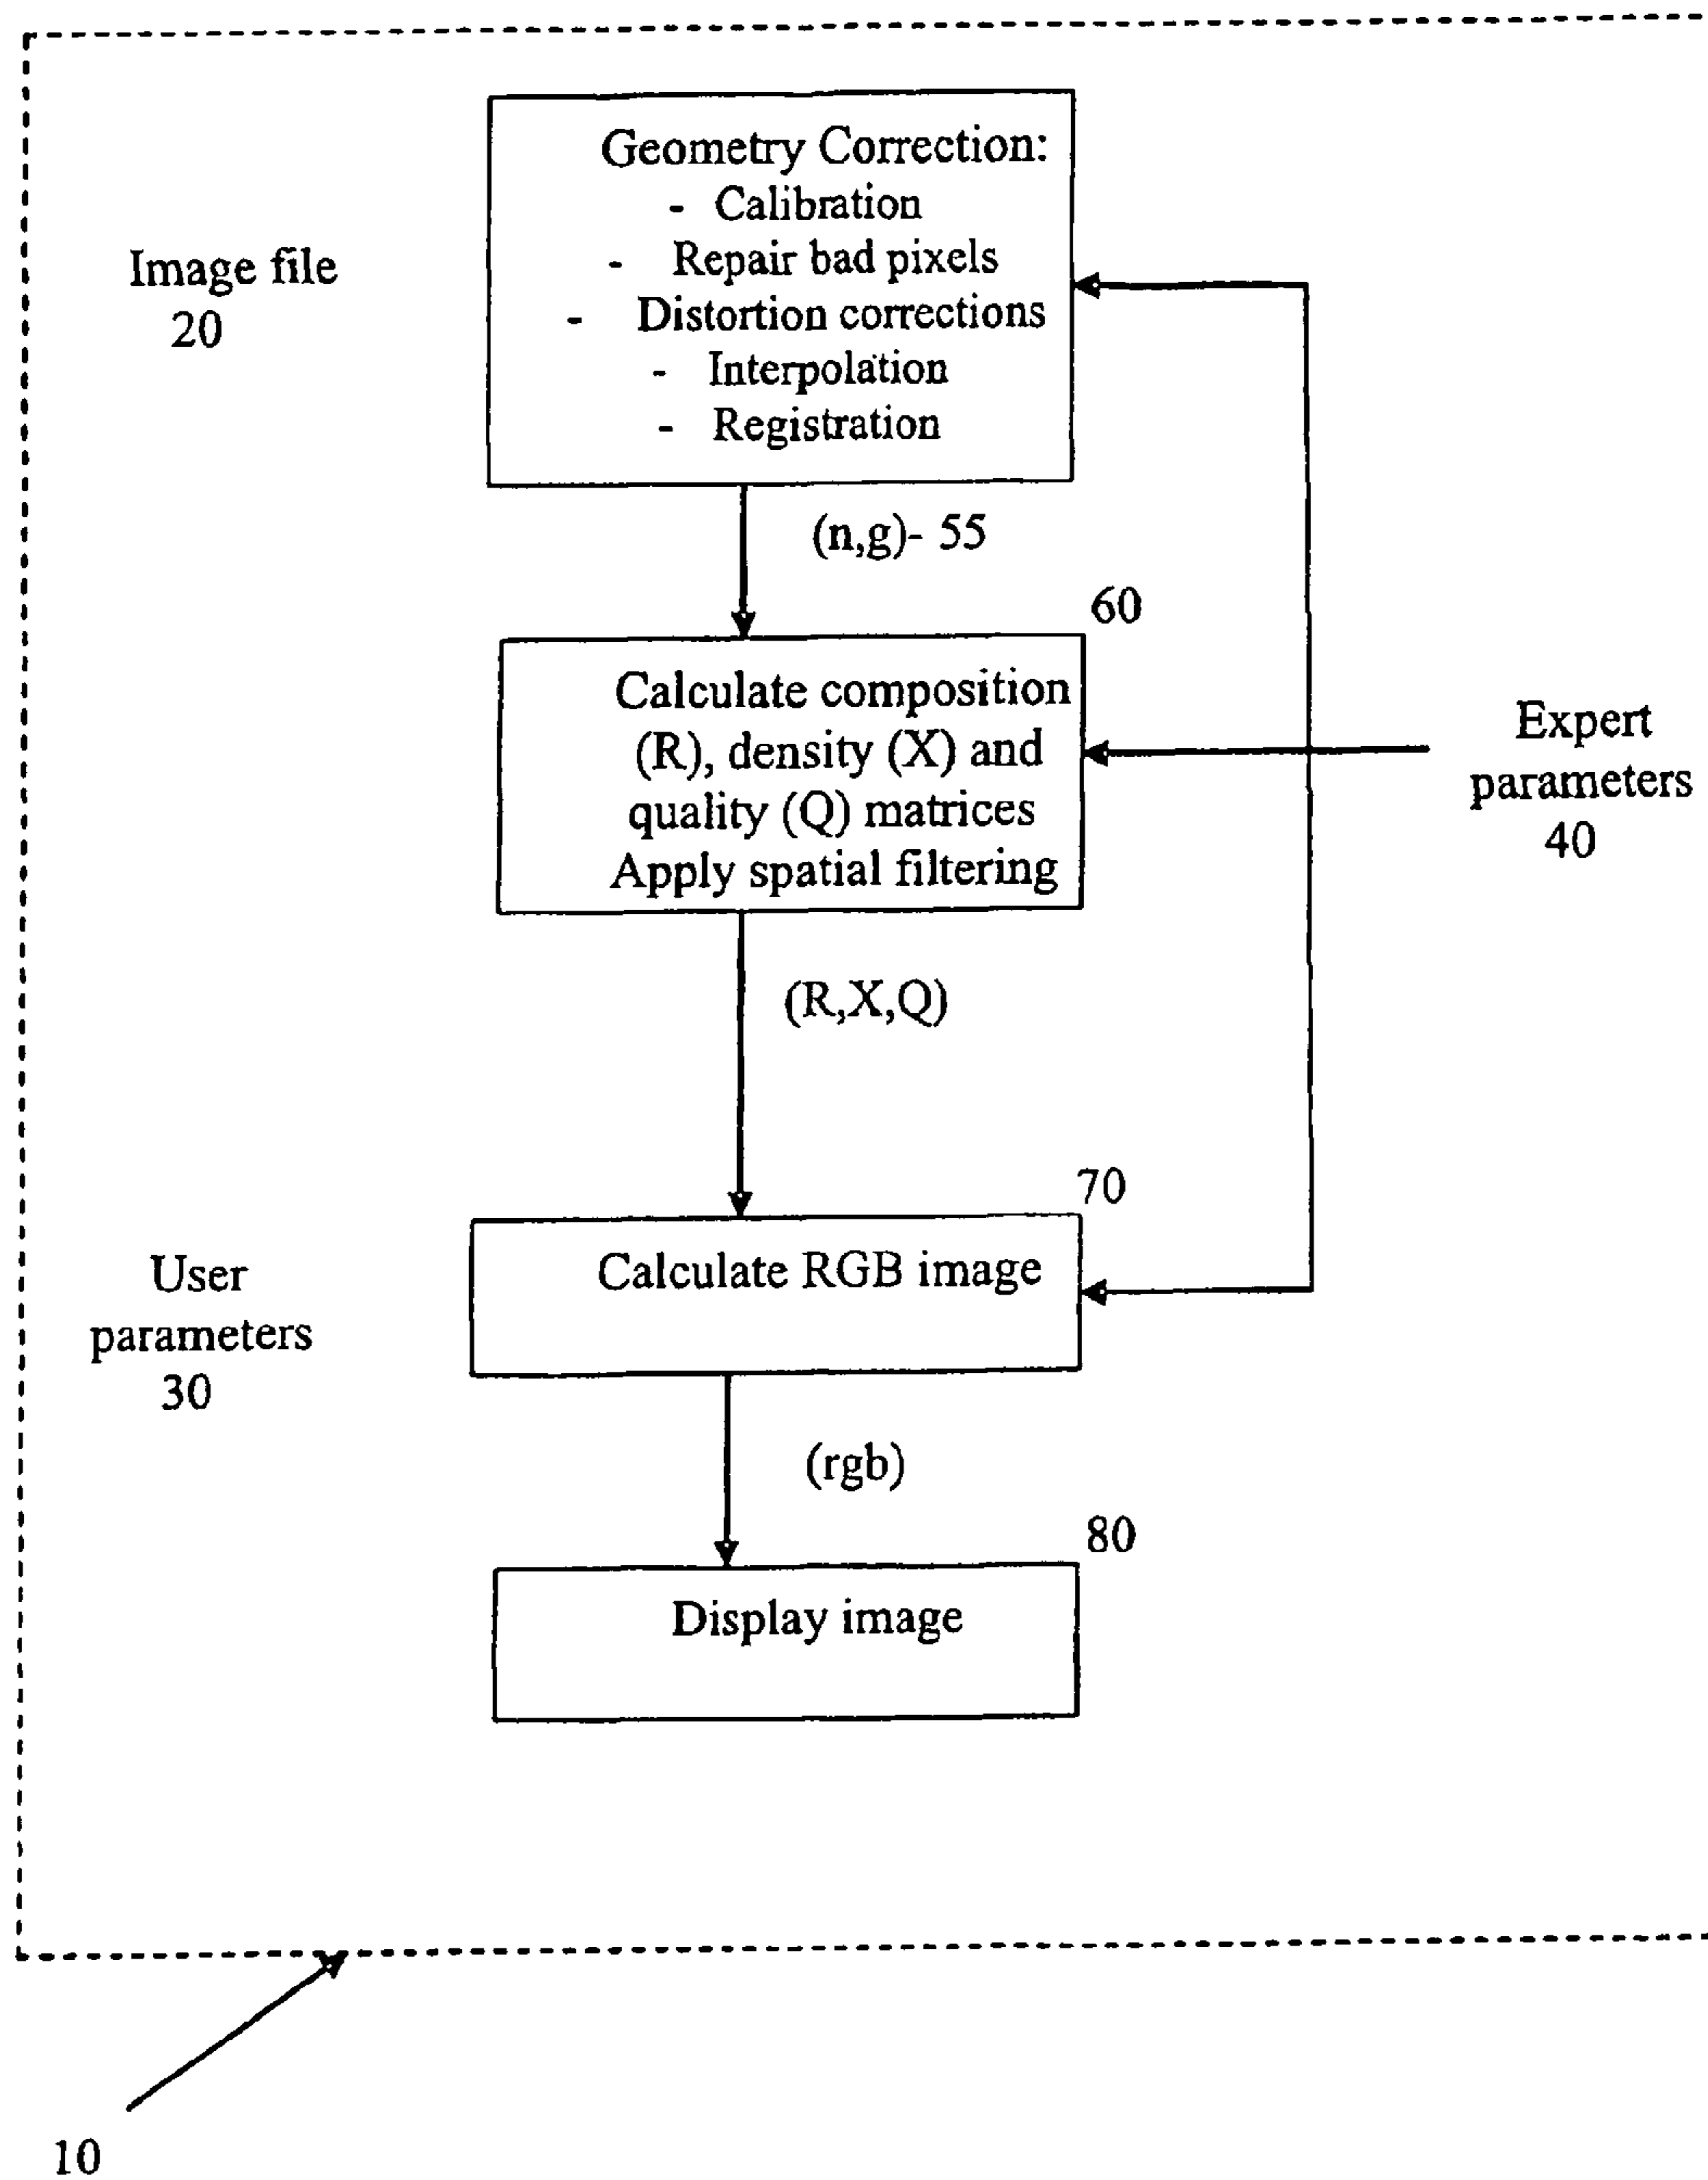 Geometry Correction:
- Calibration
- Repair bad pixels
- Distortion corrections
- Interpolation
- Registration
Image file
20
(n,g)- 55
60
Calculate composition
(R), density (X) and
quality (Q) matrices
Apply spatial filtering
Expert
parameters
40
(R,X,Q)
70
Calculate RGB image
User
parameters
30
(rgb)
80
Display image
10